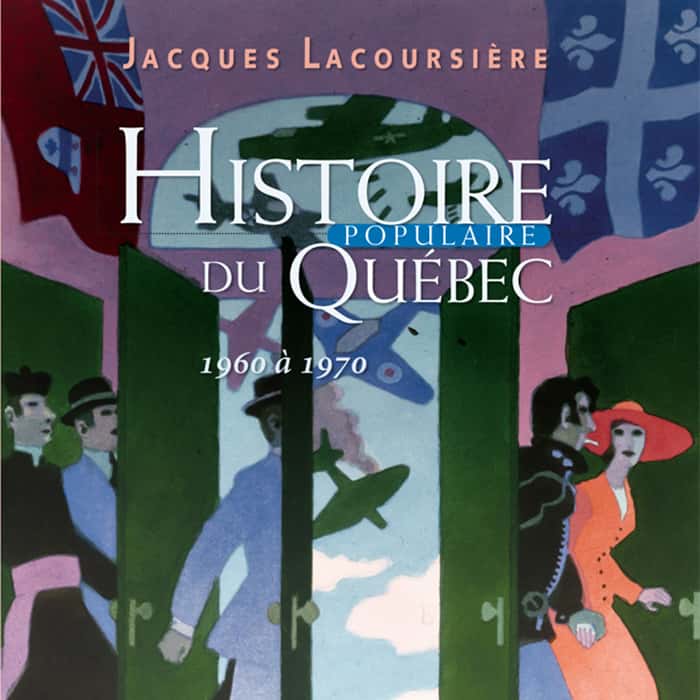 JACQUES LACOURSIÈRE
HISTOIRE
POPULAIRE
DU QUÉBEC
1960 à 1970